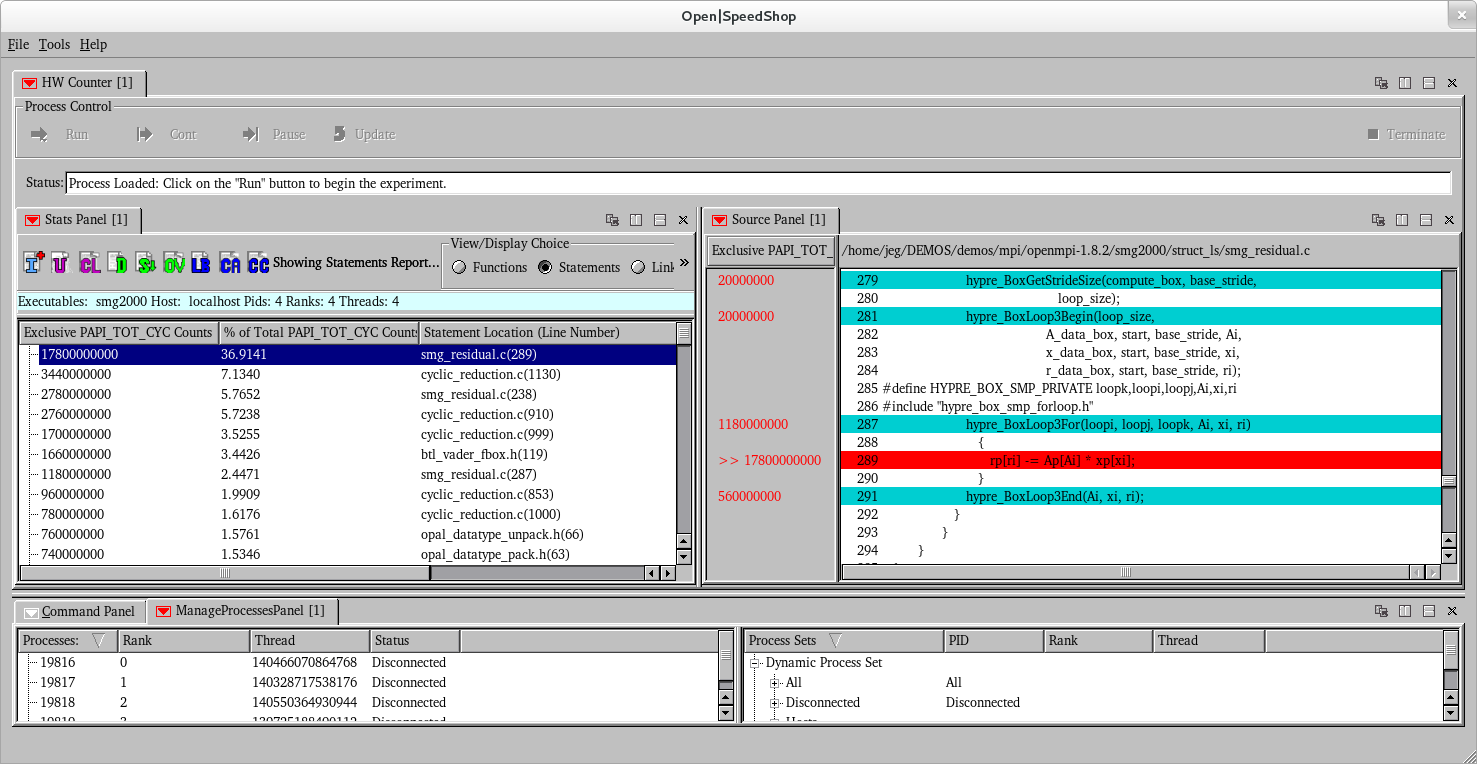 Open|SpeedShop
File Tools Help
HW Counter [1]
Process Control
Run Cont Pause Update Terminate
Status: Process Loaded: Click on the "Run" button to begin the experiment.
Stats Panel [1]
View/Display Choice
I U CL D S OV LB CA CC Showing Statements Report... Functions Statements Link »
Executables: smg2000 Host: localhost Pids: 4 Ranks: 4 Threads: 4
Exclusive PAPI_TOT_CYC Counts % of Total PAPI_TOT_CYC Counts Statement Location (Line Number)
17800000000 36.9141 smg_residual.c(289)
3440000000 7.1340 cyclic_reduction.c(1130)
2780000000 5.7652 smg_residual.c(238)
2760000000 5.7238 cyclic_reduction.c(910)
1700000000 3.5255 cyclic_reduction.c(999)
1660000000 3.4426 btl_vader_fbox.h(119)
1180000000 2.4471 smg_residual.c(287)
960000000 1.9909 cyclic_reduction.c(853)
780000000 1.6176 cyclic_reduction.c(1000)
760000000 1.5761 opal_datatype_unpack.h(66)
740000000 1.5346 opal_datatype_pack.h(63)
Source Panel [1]
Exclusive PAPI_TOT_ /home/jeg/DEMOS/demos/mpi/openmpi-1.8.2/smg2000/struct_ls/smg_residual.c
20000000 279 hypre_BoxGetStrideSize(compute_box, base_stride,
280 loop_size);
20000000 281 hypre_BoxLoop3Begin(loop_size,
282 A_data_box, start, base_stride, Ai,
283 x_data_box, start, base_stride, xi,
284 r_data_box, start, base_stride, ri);
285 #define HYPRE_BOX_SMP_PRIVATE loopk,loopi,loopj,Ai,xi,ri
286 #include "hypre_box_smp_forloop.h"
1180000000 287 hypre_BoxLoop3For(loopi, loopj, loopk, Ai, xi, ri)
288 {
>> 17800000000 289 rp[ri] -= Ap[Ai] * xp[xi];
290 }
560000000 291 hypre_BoxLoop3End(Ai, xi, ri);
292 }
293 }
294 }
Command Panel ManageProcessesPanel [1]
Processes: Rank Thread Status
19816 0 140466070864768 Disconnected
19817 1 140328717538176 Disconnected
19818 2 140550364930944 Disconnected
Process Sets PID Rank Thread
Dynamic Process Set
All All
Disconnected Disconnected